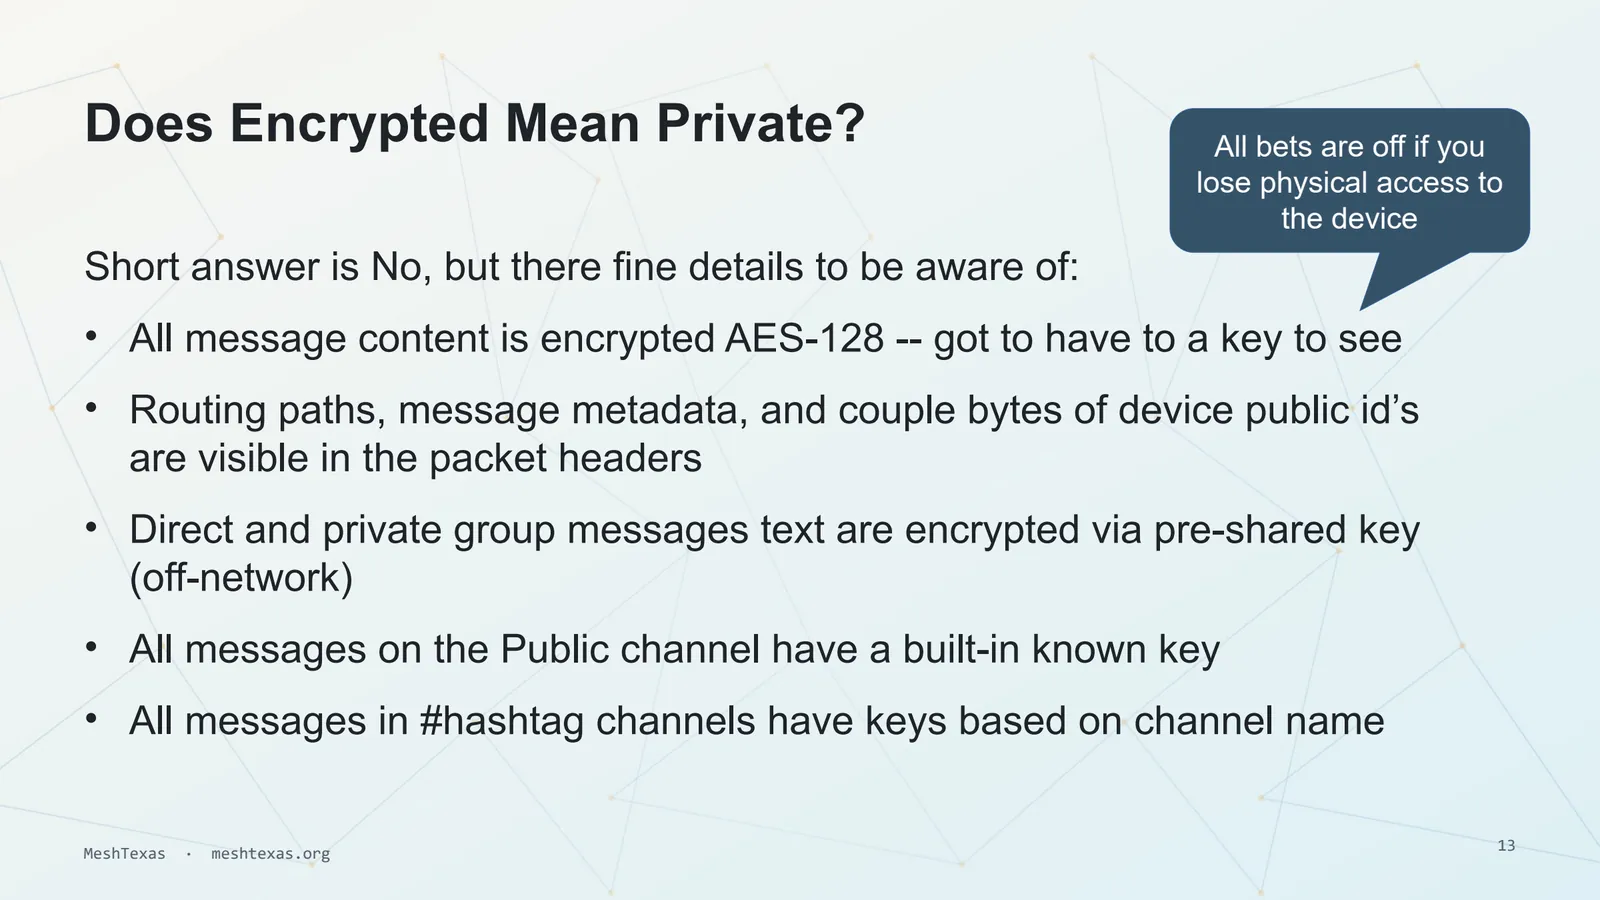 Does Encrypted Mean Private?
All bets are off if you
lose physical access to
the device
Short answer is No, but there fine details to be aware of:
• All message content is encrypted AES-128 -- got to have to a key to see
• Routing paths, message metadata, and couple bytes of device public id’s
are visible in the packet headers
• Direct and private group messages text are encrypted via pre-shared key
(off-network)
• All messages on the Public channel have a built-in known key
• All messages in #hashtag channels have keys based on channel name
MeshTexas · meshtexas.org
13